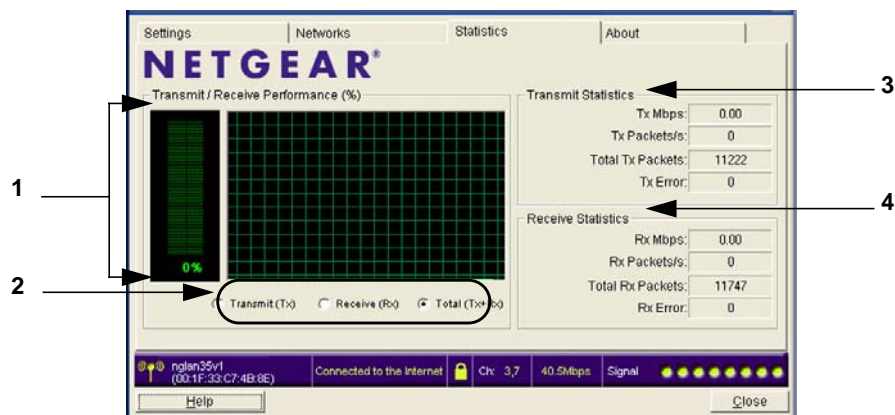 Settings Networks Statistics About
NETGEAR®
Transmit / Receive Performance (%)
0%
Transmit (Tx) Receive (Rx) Total (Tx+Rx)
Transmit Statistics
Tx Mbps: 0.00
Tx Packets/s: 0
Total Tx Packets: 11222
Tx Error: 0
Receive Statistics
Rx Mbps: 0.00
Rx Packets/s: 0
Total Rx Packets: 11747
Rx Error: 0
nglan35v1
(00:1F:33:C7:4B:8E)
Connected to the Internet
Ch: 3,7
40.5Mbps
Signal
Help
Close
1
2
3
4